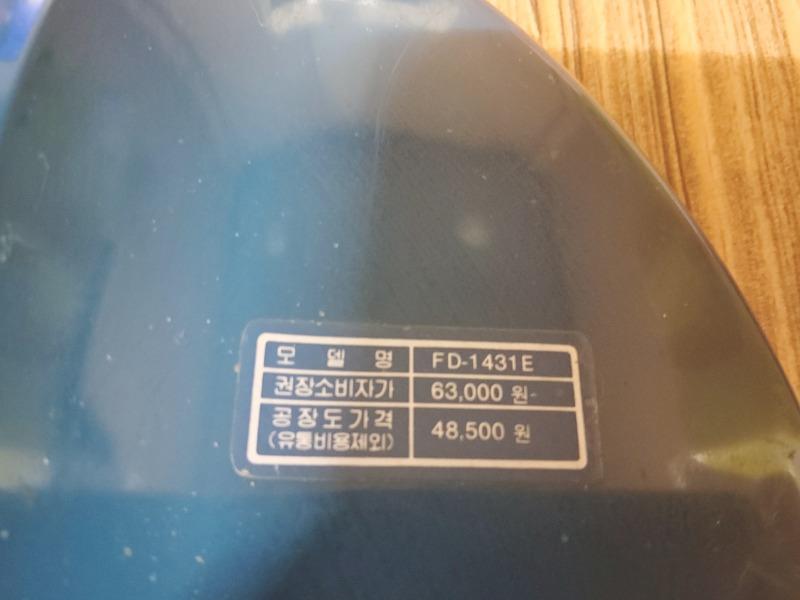 모델명 FD-1431E
권장소비자가 63,000 원
공장도가격 48,500 원
(유통비용제외)